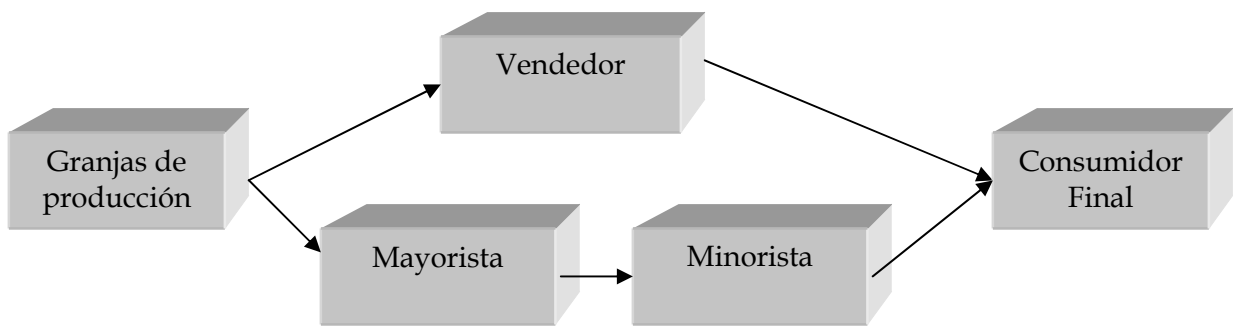 Vendedor
Granjas de
producción
Consumidor
Final
Mayorista
Minorista